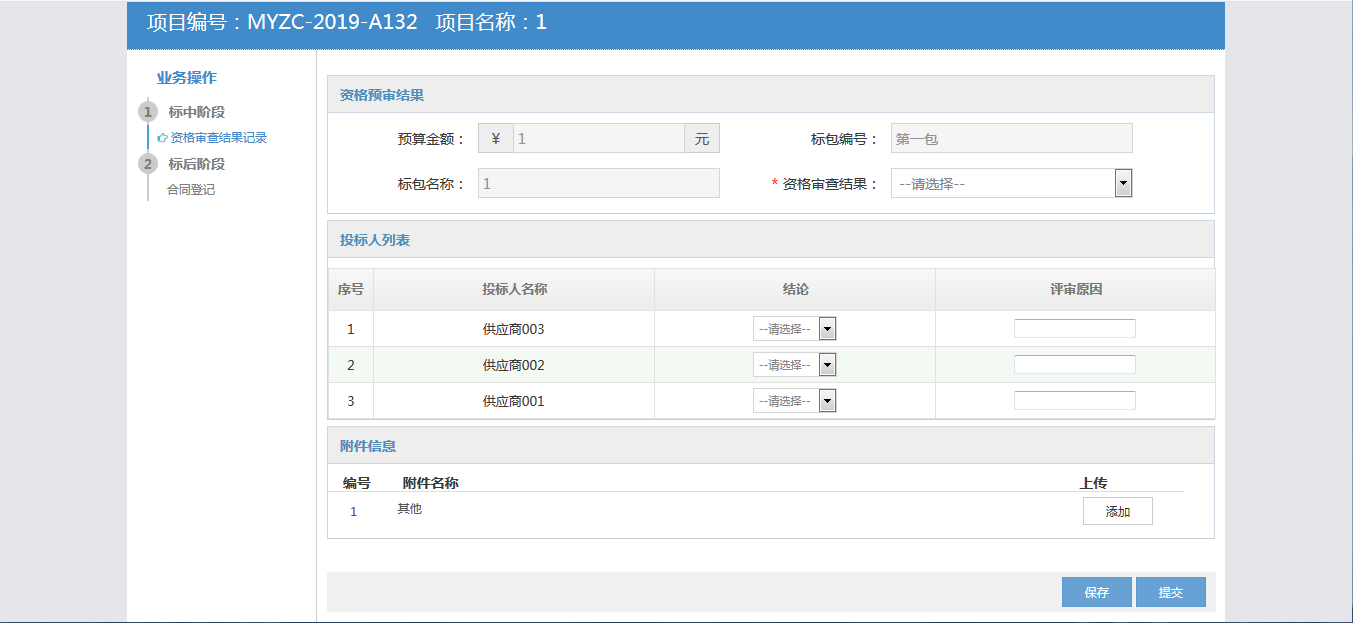 项目编号：MYZC-2019-A132 项目名称：1
业务操作
1 标中阶段
资格审查结果记录
2 标后阶段
合同登记
资格预审结果
预算金额： ¥ 1 元 标包编号： 第一包
标包名称： 1 * 资格审查结果： --请选择--
投标人列表
序号 投标人名称 结论 评审原因
1 供应商003 --请选择--
2 供应商002 --请选择--
3 供应商001 --请选择--
附件信息
编号 附件名称 上传
1 其他 添加
保存 提交